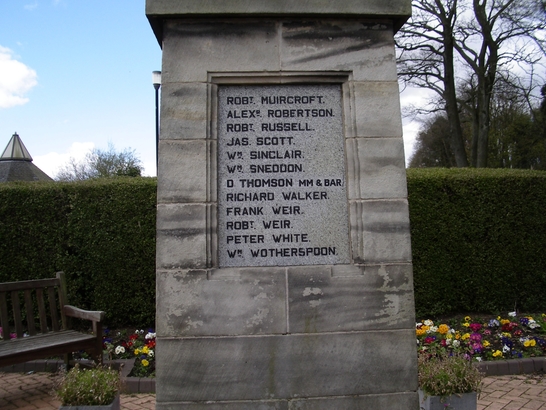 ROBT. MUIRCROFT.
ALEXR. ROBERTSON.
ROBT. RUSSELL.
JAS. SCOTT.
WM. SINCLAIR.
WM. SNEDDON.
D. THOMSON MM & BAR.
RICHARD WALKER.
FRANK WEIR.
ROBT. WEIR.
PETER WHITE.
WM. WOTHERSPOON.